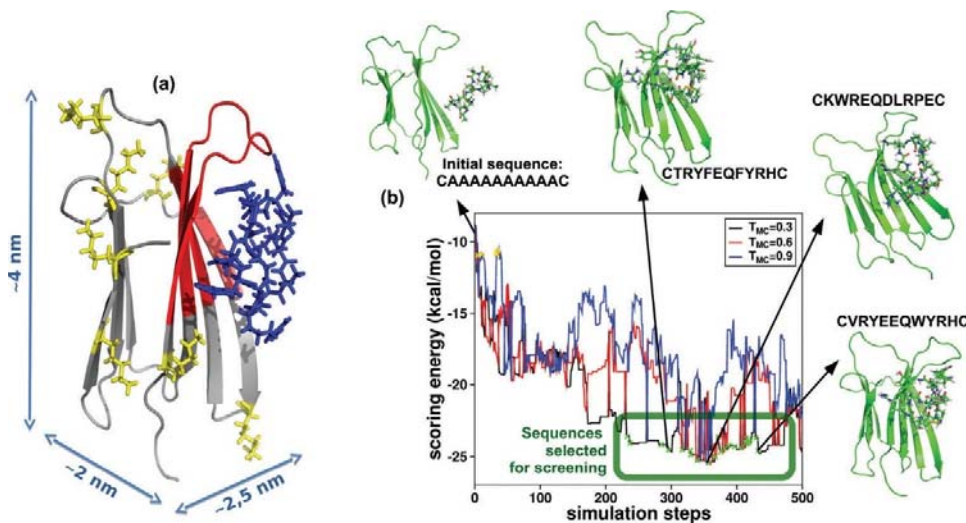 (a)
~4 nm
~2 nm
~2,5 nm
Initial sequence:
CAAAAAAAAAAC
CTRYFEQFYRHC
CKWREQDLRPEC
(b)
T_MC=0.3
T_MC=0.6
T_MC=0.9
CVRYEEQWYRHC
scoring energy (kcal/mol)
-10
-15
-20
-25
Sequences
selected
for screening
0 100 200 300 400 500
simulation steps